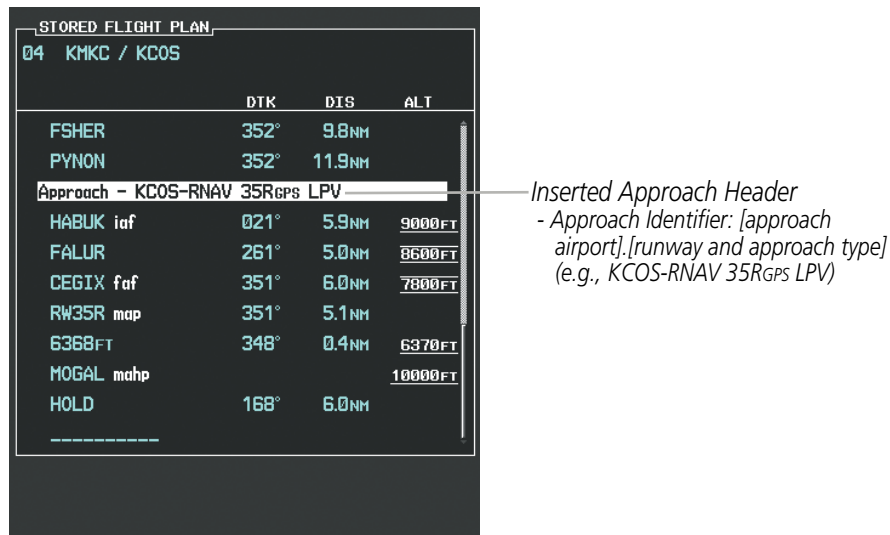 STORED FLIGHT PLAN
04 KMKC / KCOS
DTK DIS ALT
FSHER 352° 9.8NM
PYNON 352° 11.9NM
Approach – KCOS-RNAV 35RGPS LPV
HABUK iaf 021° 5.9NM 9000FT
FALUR 261° 5.0NM 8600FT
CEGIX faf 351° 6.0NM 7800FT
RW35R map 351° 5.1NM
6368FT 348° 0.4NM 6370FT
MOGAL mahp 10000FT
HOLD 168° 6.0NM
__________
Inserted Approach Header
- Approach Identifier: [approach
airport].[runway and approach type]
(e.g., KCOS-RNAV 35RGPS LPV)